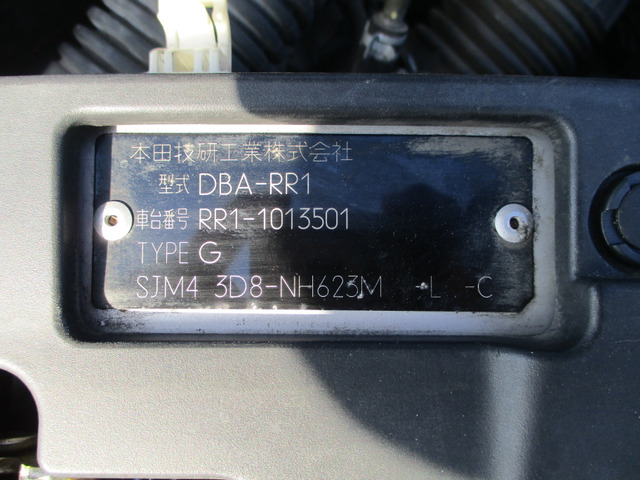 本田技研工業株式会社
型式 DBA-RR1
車台番号 RR1-1013501
TYPE G
SJM4 3D8-NH623M -L -C